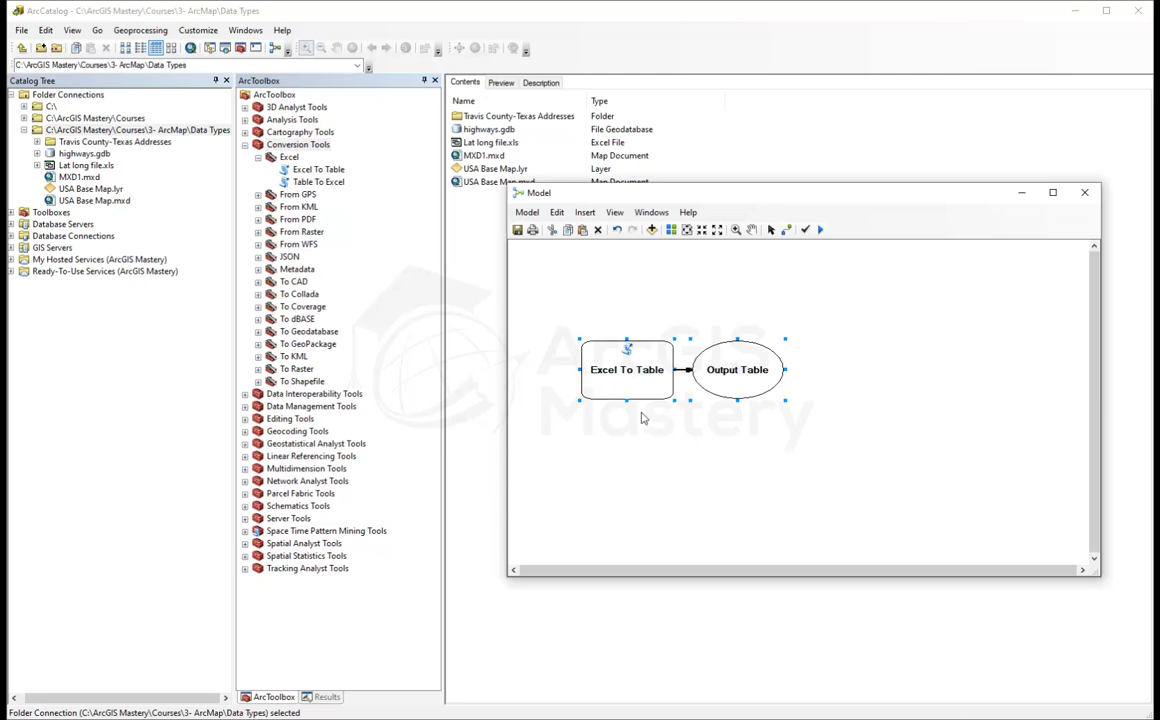 ArcCatalog - C:\ArcGIS Mastery\Courses\3- ArcMap\Data Types
File Edit View Go Geoprocessing Customize Windows Help
C:\ArcGIS Mastery\Courses\3- ArcMap\Data Types
Catalog Tree
Folder Connections
C:\
C:\ArcGIS Mastery\Courses
C:\ArcGIS Mastery\Courses\3- ArcMap\Data Types
Travis County-Texas Addresses
highways.gdb
Lat long file.xls
MXD1.mxd
USA Base Map.lyr
USA Base Map.mxd
Toolboxes
Database Servers
Database Connections
GIS Servers
My Hosted Services (ArcGIS Mastery)
Ready-To-Use Services (ArcGIS Mastery)
ArcToolbox
ArcToolbox
3D Analyst Tools
Analysis Tools
Cartography Tools
Conversion Tools
Excel
Excel To Table
Table To Excel
From GPS
From KML
From PDF
From Raster
From WFS
JSON
Metadata
To CAD
To Collada
To Coverage
To dBASE
To Geodatabase
To GeoPackage
To KML
To Raster
To Shapefile
Data Interoperability Tools
Data Management Tools
Editing Tools
Geocoding Tools
Geostatistical Analyst Tools
Linear Referencing Tools
Multidimension Tools
Network Analyst Tools
Parcel Fabric Tools
Schematics Tools
Server Tools
Space Time Pattern Mining Tools
Spatial Analyst Tools
Spatial Statistics Tools
Tracking Analyst Tools
ArcToolbox Results
Contents Preview Description
Name Type
Travis County-Texas Addresses Folder
highways.gdb File Geodatabase
Lat long file.xls Excel File
MXD1.mxd Map Document
USA Base Map.lyr Layer
USA Base Map.mxd Map Document
Model
Model Edit Insert View Windows Help
Excel To Table
Output Table
ArcGIS
Mastery
Folder Connection (C:\ArcGIS Mastery\Courses\3- ArcMap\Data Types) selected